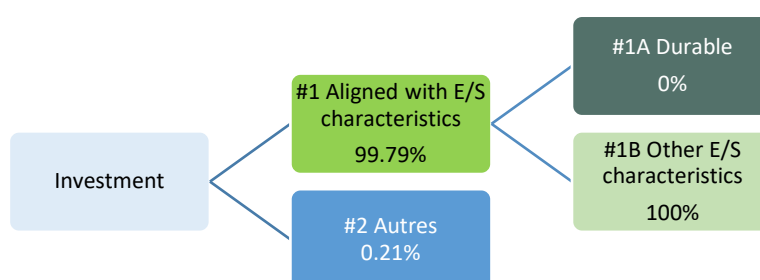 Investment
#1 Aligned with E/S
characteristics
99.79%
#2 Autres
0.21%
#1A Durable
0%
#1B Other E/S
characteristics
100%